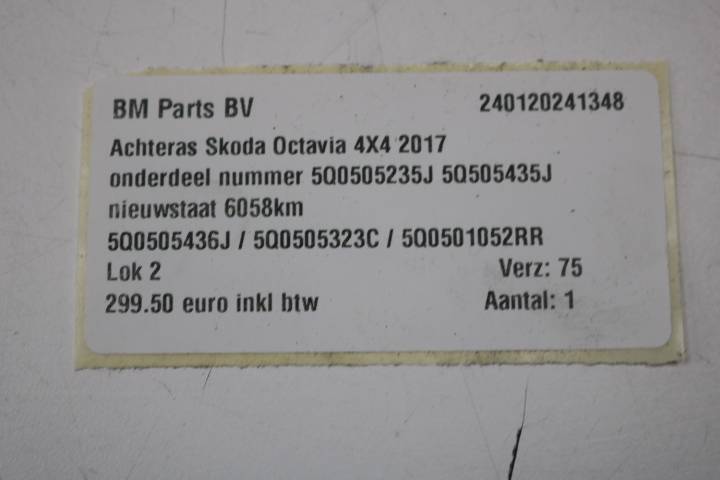 BM Parts BV 240120241348
Achteras Skoda Octavia 4X4 2017
onderdeel nummer 5Q0505235J 5Q505435J
nieuwstaat 6058km
5Q0505436J / 5Q0505323C / 5Q0501052RR
Lok 2 Verz: 75
299.50 euro inkl btw Aantal: 1